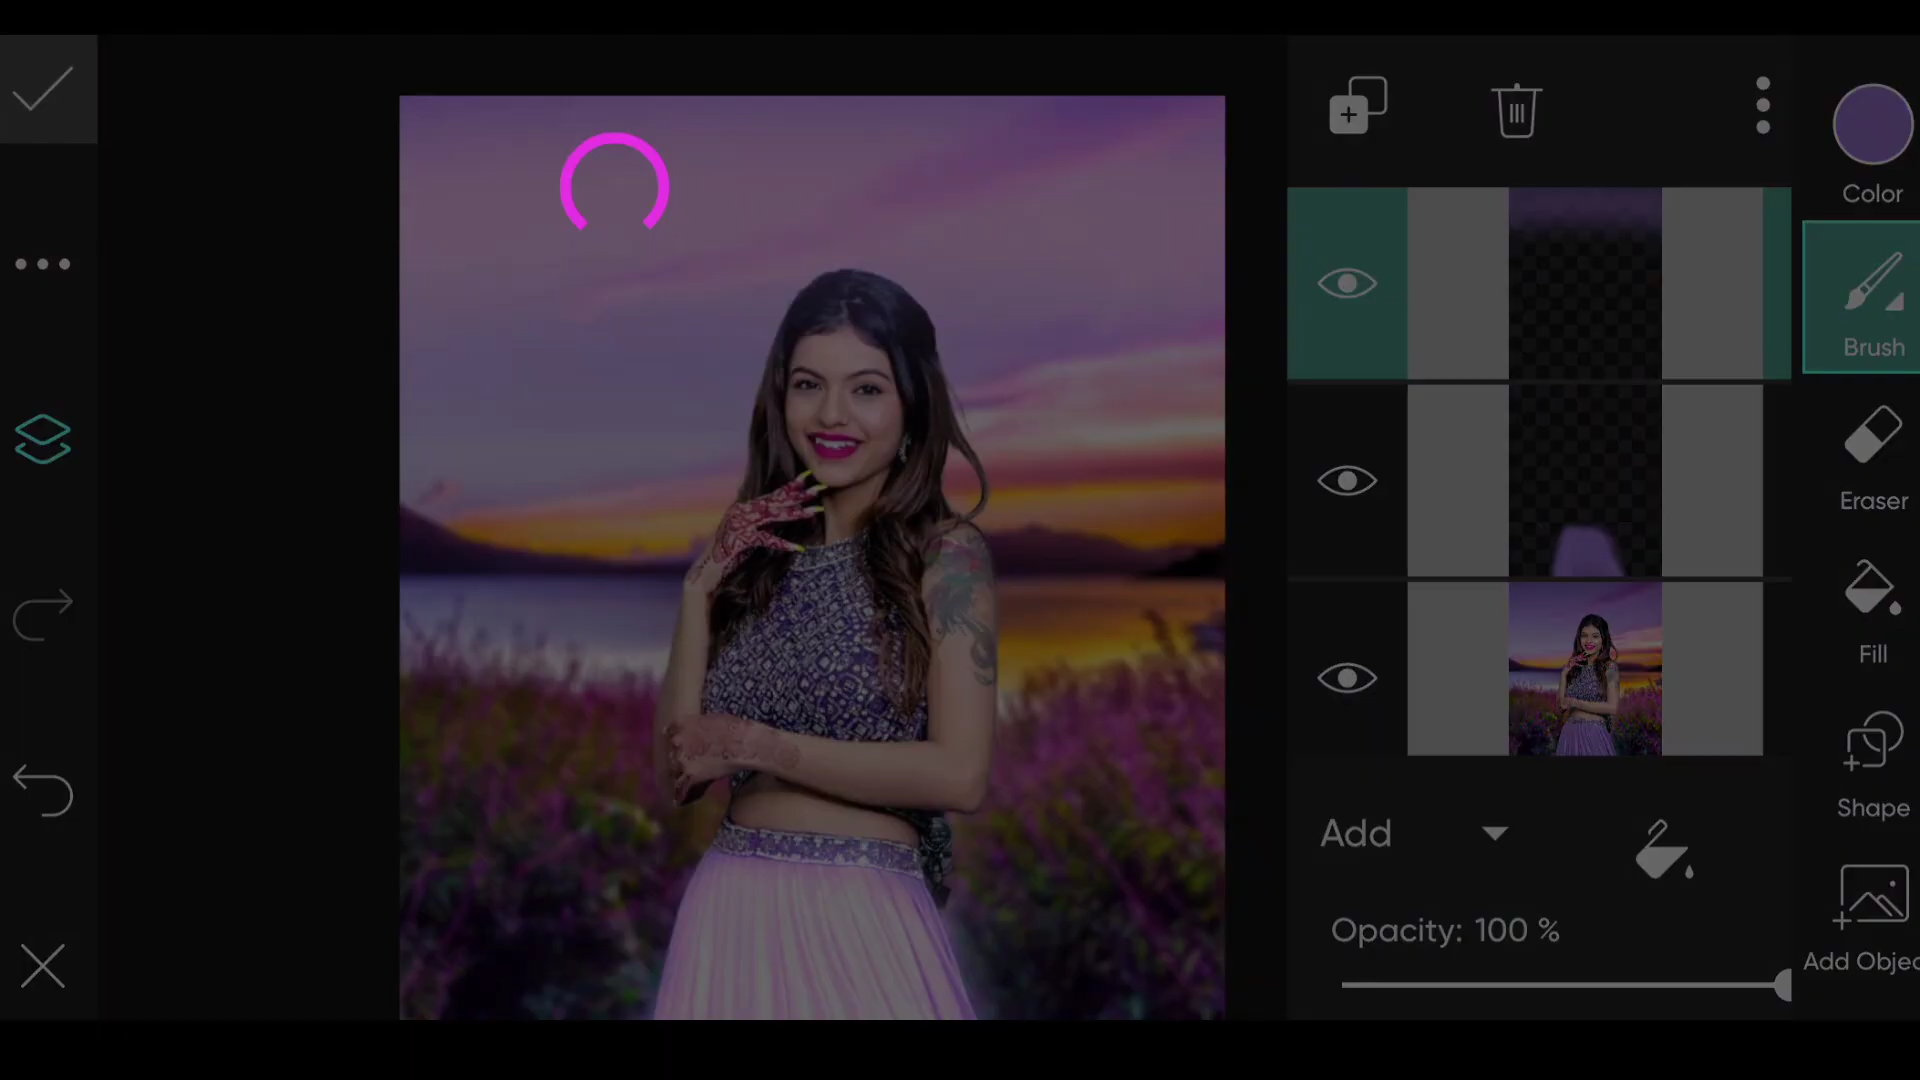 Color
Brush
Eraser
Fill
Shape
Add
Opacity: 100 %
Add Objec